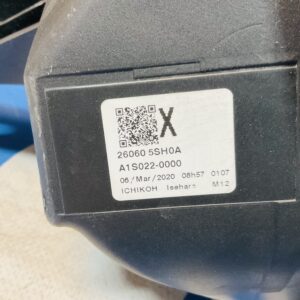 X
26060 5SH0A
A1S022-0000
06/Mar/2020 08h57 0107
ICHIKOH Isehara M12